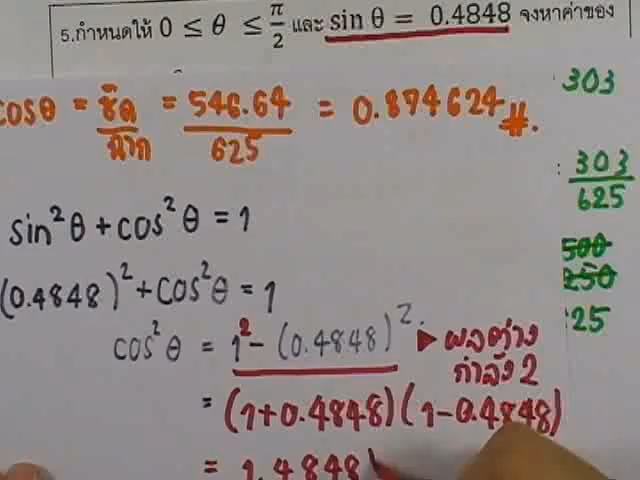 5.กำหนดให้ 0 ≤ θ ≤ π/2 และ sin θ = 0.4848 จงหาค่าของ
303
cosθ = ชิด/ฉาก = 546.64/625 = 0.874624 #.
303/625
sin²θ + cos²θ = 1
500
250
(0.4848)² + cos²θ = 1
25
cos²θ = 1² - (0.4848)². ▶ ผลต่าง
กำลัง 2
= (1+0.4848)(1-0.4848)
= 1.4848